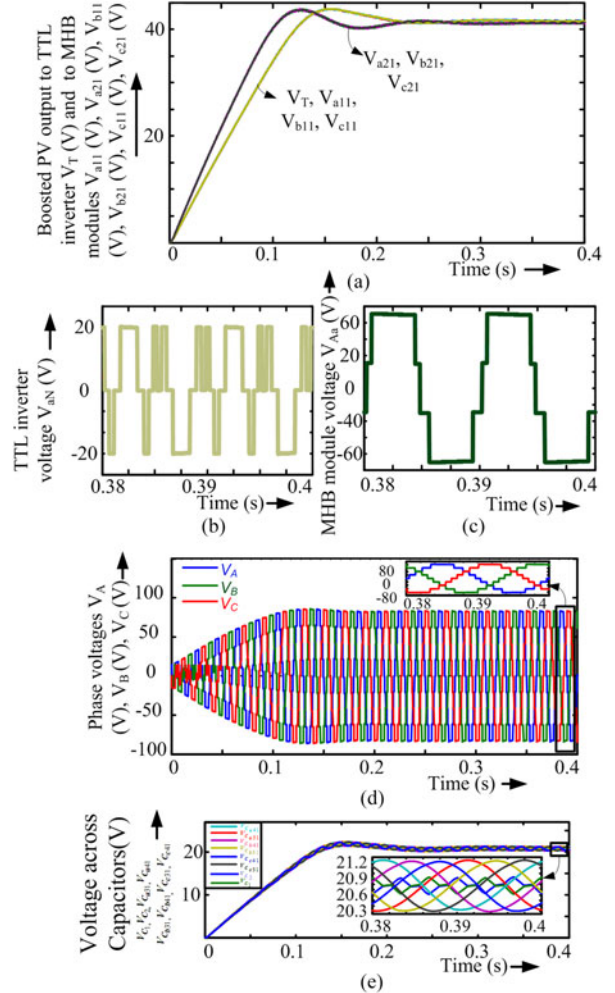 (a)
Boosted PV output to TTL
inverter V_T (V) and to MHB
modules V_a11 (V), V_a21 (V), V_b11
(V), V_b21 (V), V_c11 (V), V_c21 (V)
40
20
0
V_a21, V_b21,
V_c21
V_T, V_a11,
V_b11, V_c11
0 0.1 0.2 0.3 0.4
(a)
Time (s)
TTL inverter
voltage V_aN (V)
20
0
-20
0.38 0.39 0.4
Time (s)
(b)
MHB module voltage V_Aa (V)
60
20
0
-20
-60
0.38 0.39 0.4
Time (s)
(c)
Phase voltages V_A
(V), V_B (V), V_C (V)
100
50
0
-50
-100
V_A
V_B
V_C
80
0
-80
0.38 0.39 0.4
0 0.1 0.2 0.3 0.4
Time (s)
(d)
Voltage across
Capacitors(V)
20
10
0
21.2
20.9
20.8
20.3
0.38 0.39 0.4
0 0.1 0.2 0.3 0.4
Time (s)
(e)